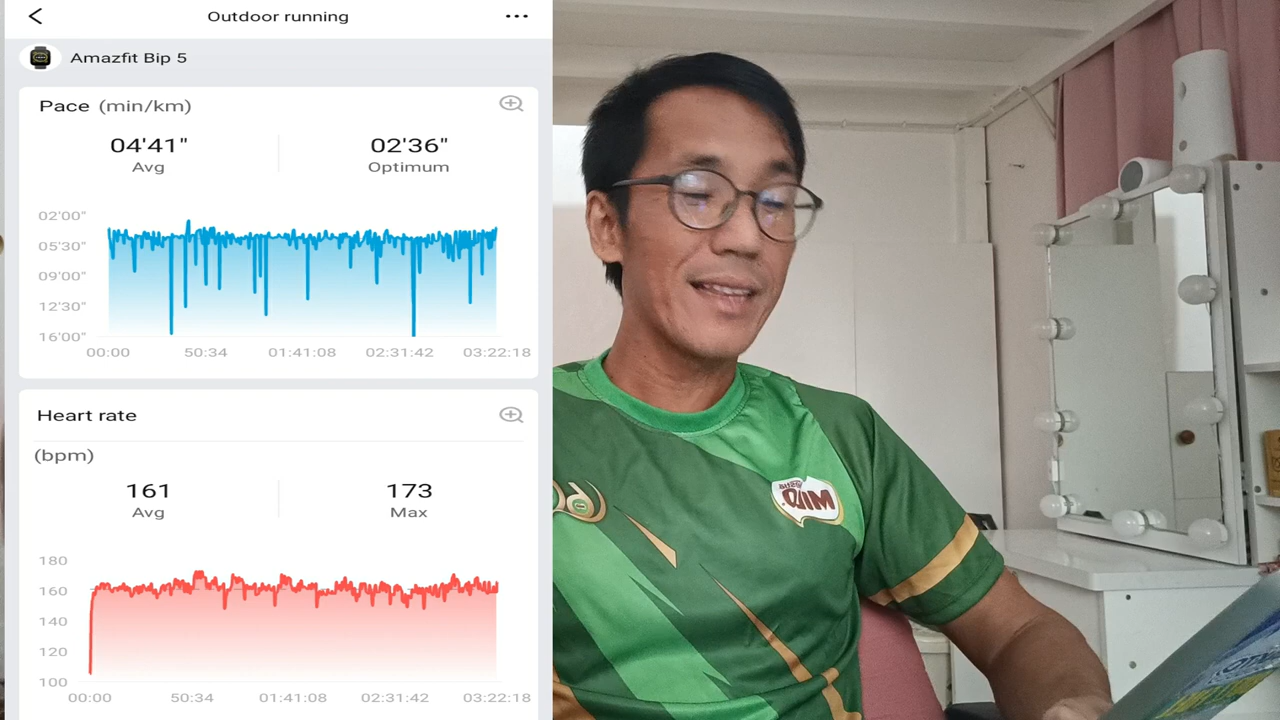 Outdoor running
Amazfit Bip 5
Pace (min/km)
04'41" 02'36"
Avg Optimum
02'00"
05'30"
09'00"
12'30"
16'00"
00:00 50:34 01:41:08 02:31:42 03:22:18
Heart rate
(bpm)
161 173
Avg Max
180
160
140
120
100
00:00 50:34 01:41:08 02:31:42 03:22:18
MILO